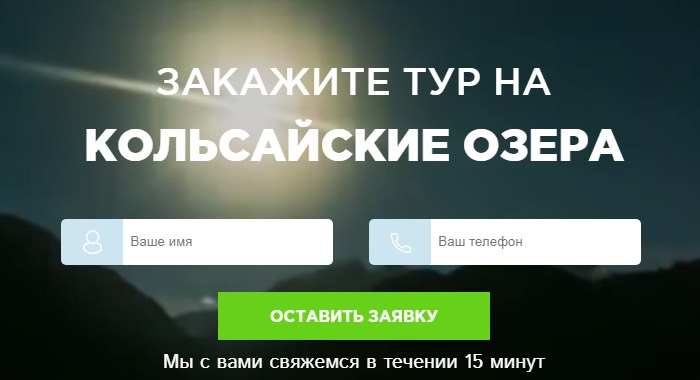 ЗАКАЖИТЕ ТУР НА
КОЛЬСАЙСКИЕ ОЗЕРА
Ваше имя
Ваш телефон
ОСТАВИТЬ ЗАЯВКУ
Мы с вами свяжемся в течении 15 минут